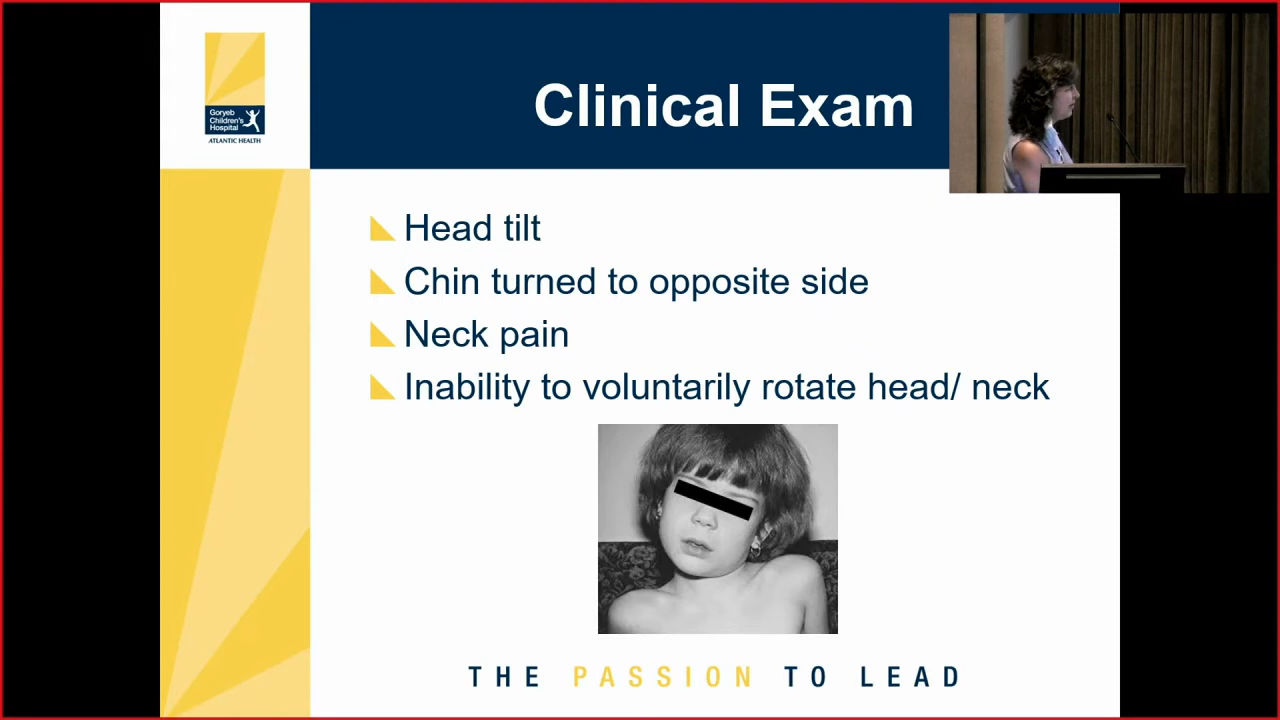 Goryeb
Children's
Hospital
ATLANTIC HEALTH
Clinical Exam
Head tilt
Chin turned to opposite side
Neck pain
Inability to voluntarily rotate head/ neck
THE PASSION TO LEAD